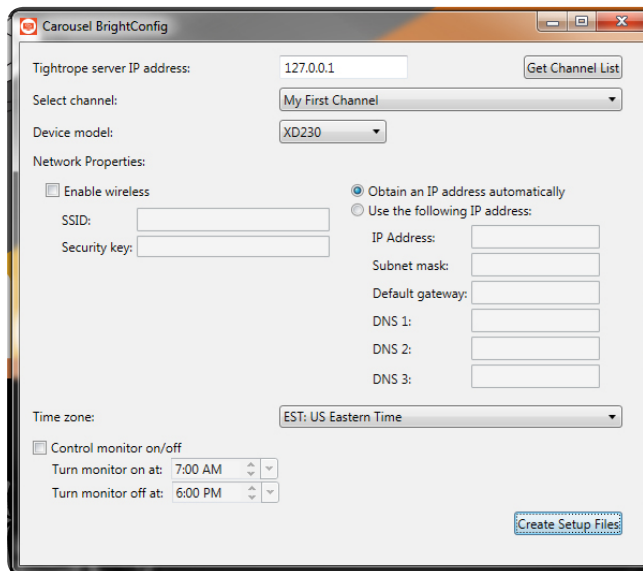 Carousel BrightConfig
Tightrope server IP address: 127.0.0.1 Get Channel List
Select channel: My First Channel
Device model: XD230
Network Properties:
Enable wireless Obtain an IP address automatically
SSID: Use the following IP address:
Security key: IP Address:
Subnet mask:
Default gateway:
DNS 1:
DNS 2:
DNS 3:
Time zone: EST: US Eastern Time
Control monitor on/off
Turn monitor on at: 7:00 AM
Turn monitor off at: 6:00 PM
Create Setup Files